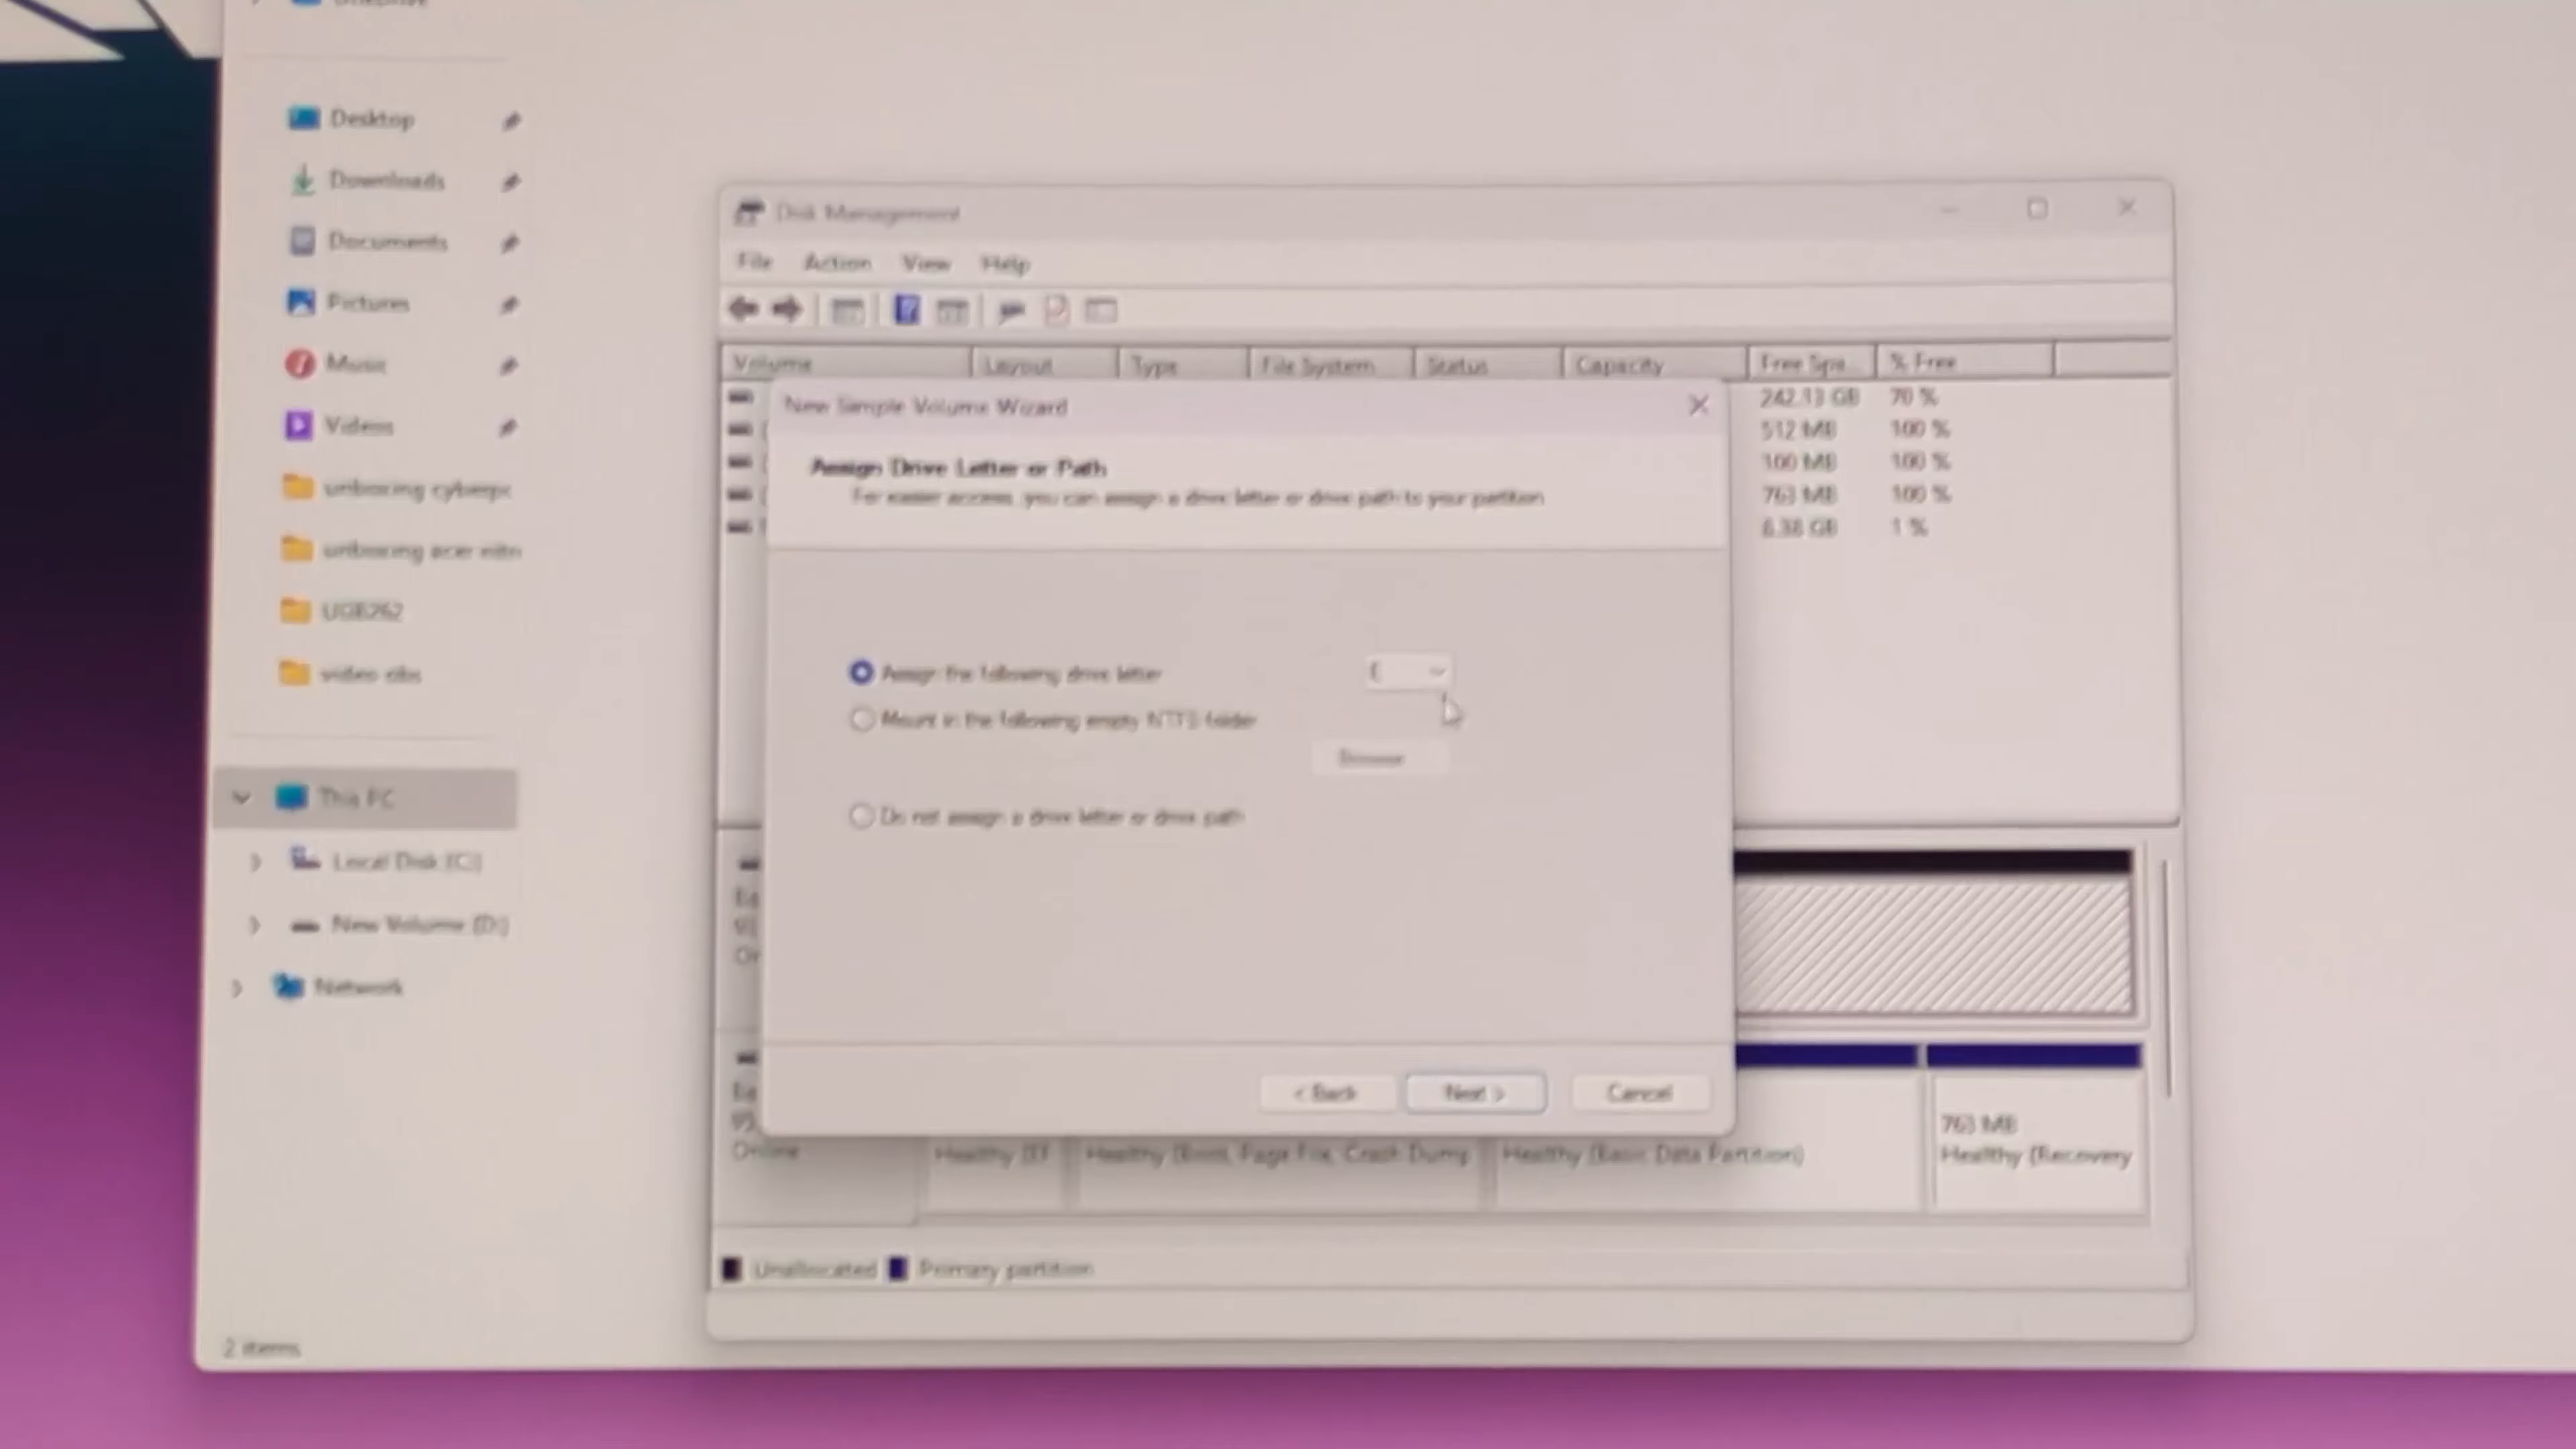 Desktop
Downloads
Documents
Pictures
Music
Videos
unboxing cyberpc
unboxing acer nitro
video obs
This PC
Local Disk (C:)
New Volume (D:)
Network
2 items
Disk Management
File Action View Help
Volume Layout Type File System Status Capacity Free Spa... % Free
242.13 GB 70 %
512 MB 100 %
100 MB 100 %
763 MB 100 %
8.38 GB 1 %
New Simple Volume Wizard
Assign Drive Letter or Path
For easier access, you can assign a drive letter or drive path to your partition.
Assign the following drive letter: E
Mount in the following empty NTFS folder:
Browse...
Do not assign a drive letter or drive path
< Back Next > Cancel
Online
Healthy (EF Healthy (Boot, Page File, Crash Dump Healthy (Basic Data Partition)
763 MB
Healthy (Recovery
Unallocated Primary partition